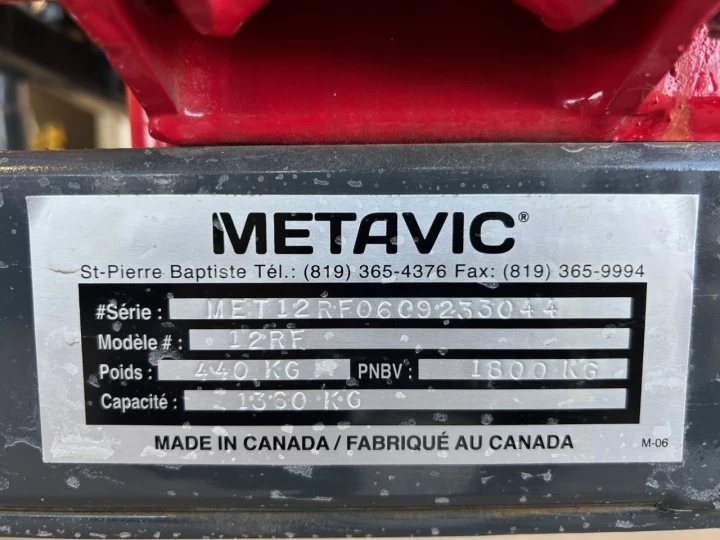 METAVIC®
St-Pierre Baptiste Tél.: (819) 365-4376 Fax: (819) 365-9994
#Série : MET12RF06C9233044
Modèle # : 12RF
Poids : 440 KG PNBV : 1800 KG
Capacité : 1360 KG
MADE IN CANADA / FABRIQUÉ AU CANADA M-06